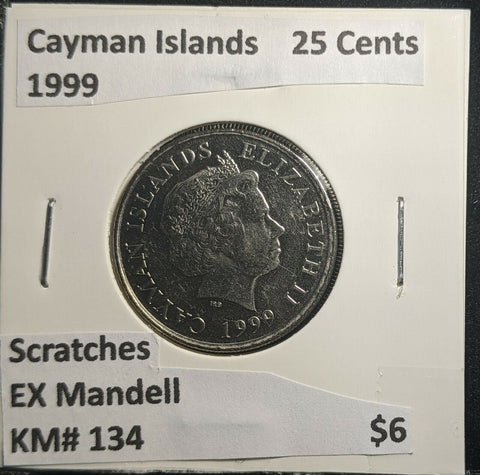 Cayman Islands 25 Cents
1999
CAYMAN ISLANDS ELIZABETH II
1999
IRB
Scratches
EX Mandell
KM# 134 $6